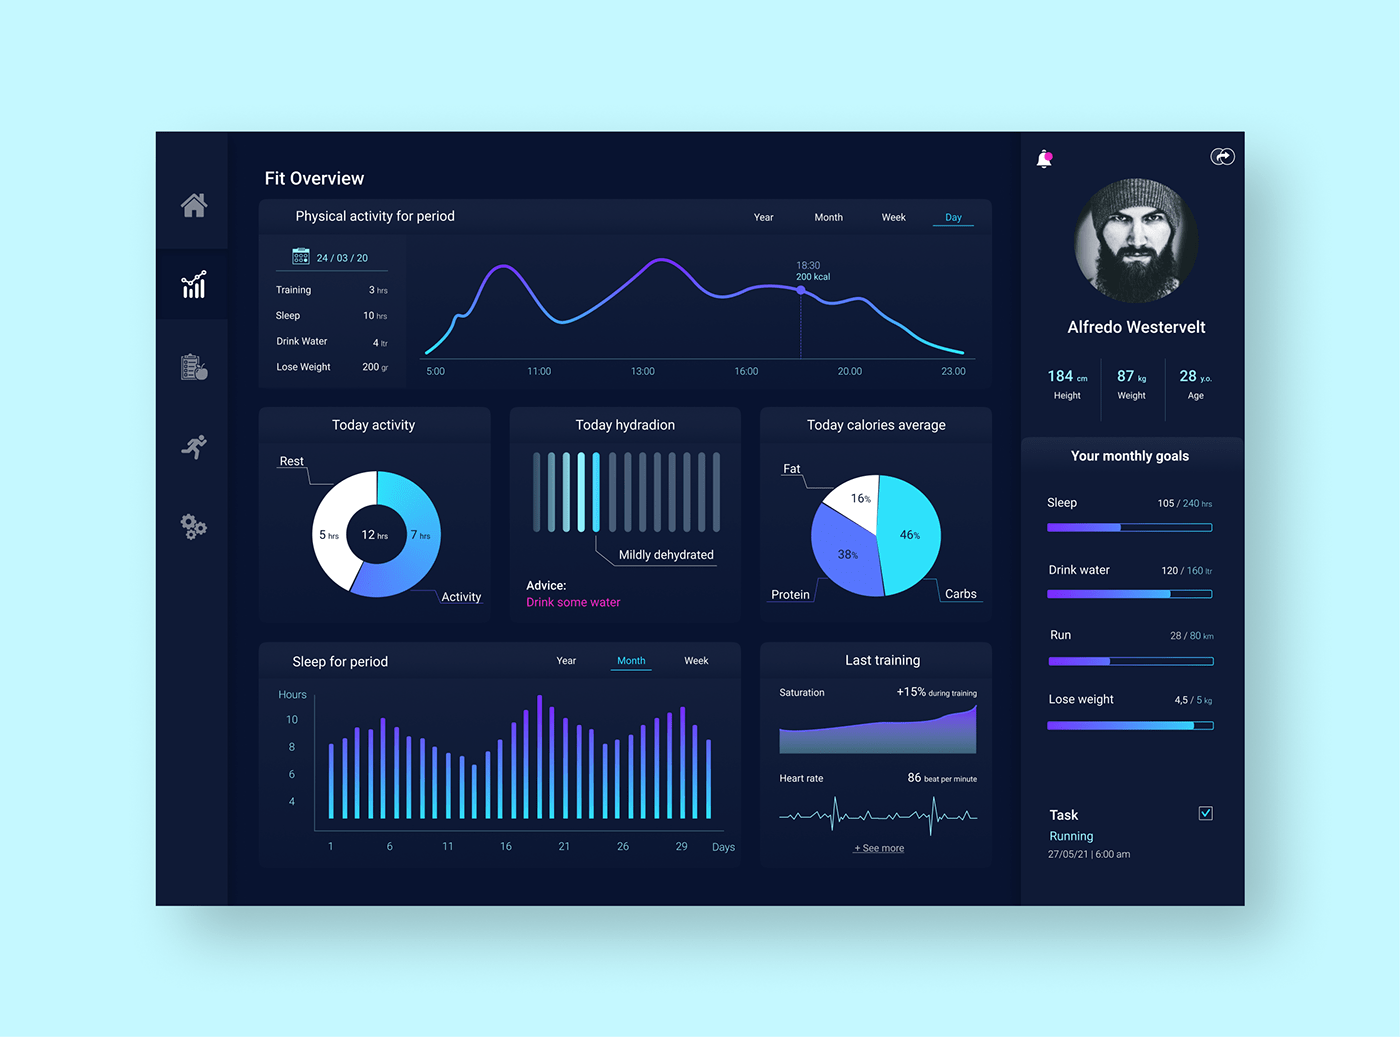 Fit Overview
Physical activity for period
Year Month Week Day
24 / 03 / 20
Training 3 hrs
Sleep 10 hrs
Drink Water 4 ltr
Lose Weight 200 gr
18:30
200 kcal
5:00 11:00 13:00 16:00 20.00 23.00
Today activity
Rest
5 hrs 12 hrs 7 hrs
Activity
Today hydradion
Mildly dehydrated
Advice:
Drink some water
Today calories average
Fat
16%
46%
38%
Protein
Carbs
Sleep for period
Year Month Week
Hours
10
8
6
4
1 6 11 16 21 26 29 Days
Last training
Saturation +15% during training
Heart rate 86 beat per minute
+ See more
Alfredo Westervelt
184 cm 87 kg 28 y.o.
Height Weight Age
Your monthly goals
Sleep 105 / 240 hrs
Drink water 120 / 160 ltr
Run 28 / 80 km
Lose weight 4,5 / 5 kg
Task
Running
27/05/21 | 6:00 am